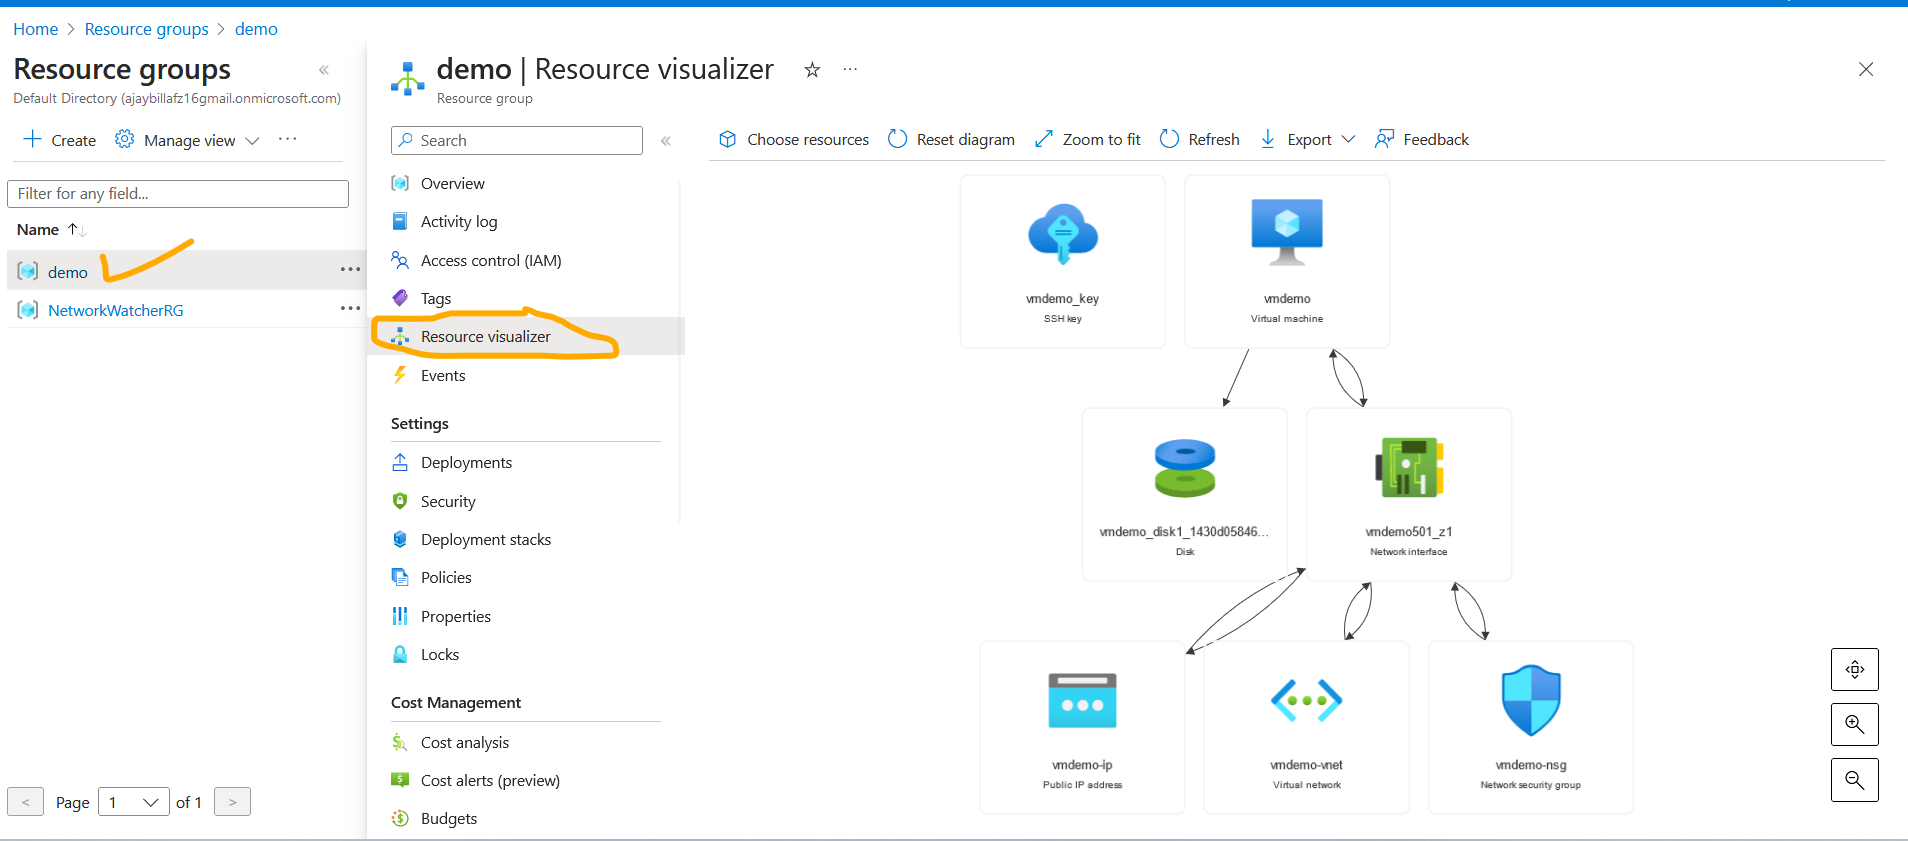 Home > Resource groups > demo
Resource groups «
Default Directory (ajaybillafz16gmail.onmicrosoft.com)
+ Create Manage view ...
Filter for any field...
Name ↑↓
demo ...
NetworkWatcherRG ...
< Page 1 of 1 >
demo | Resource visualizer ☆ ...
Resource group
Search «
Overview
Activity log
Access control (IAM)
Tags
Resource visualizer
Events
Settings
Deployments
Security
Deployment stacks
Policies
Properties
Locks
Cost Management
Cost analysis
Cost alerts (preview)
Budgets
Choose resources Reset diagram Zoom to fit Refresh Export Feedback
vmdemo_key
SSH key
vmdemo
Virtual machine
vmdemo_disk1_1430d05846...
Disk
vmdemo501_z1
Network interface
vmdemo-ip
Public IP address
vmdemo-vnet
Virtual network
vmdemo-nsg
Network security group